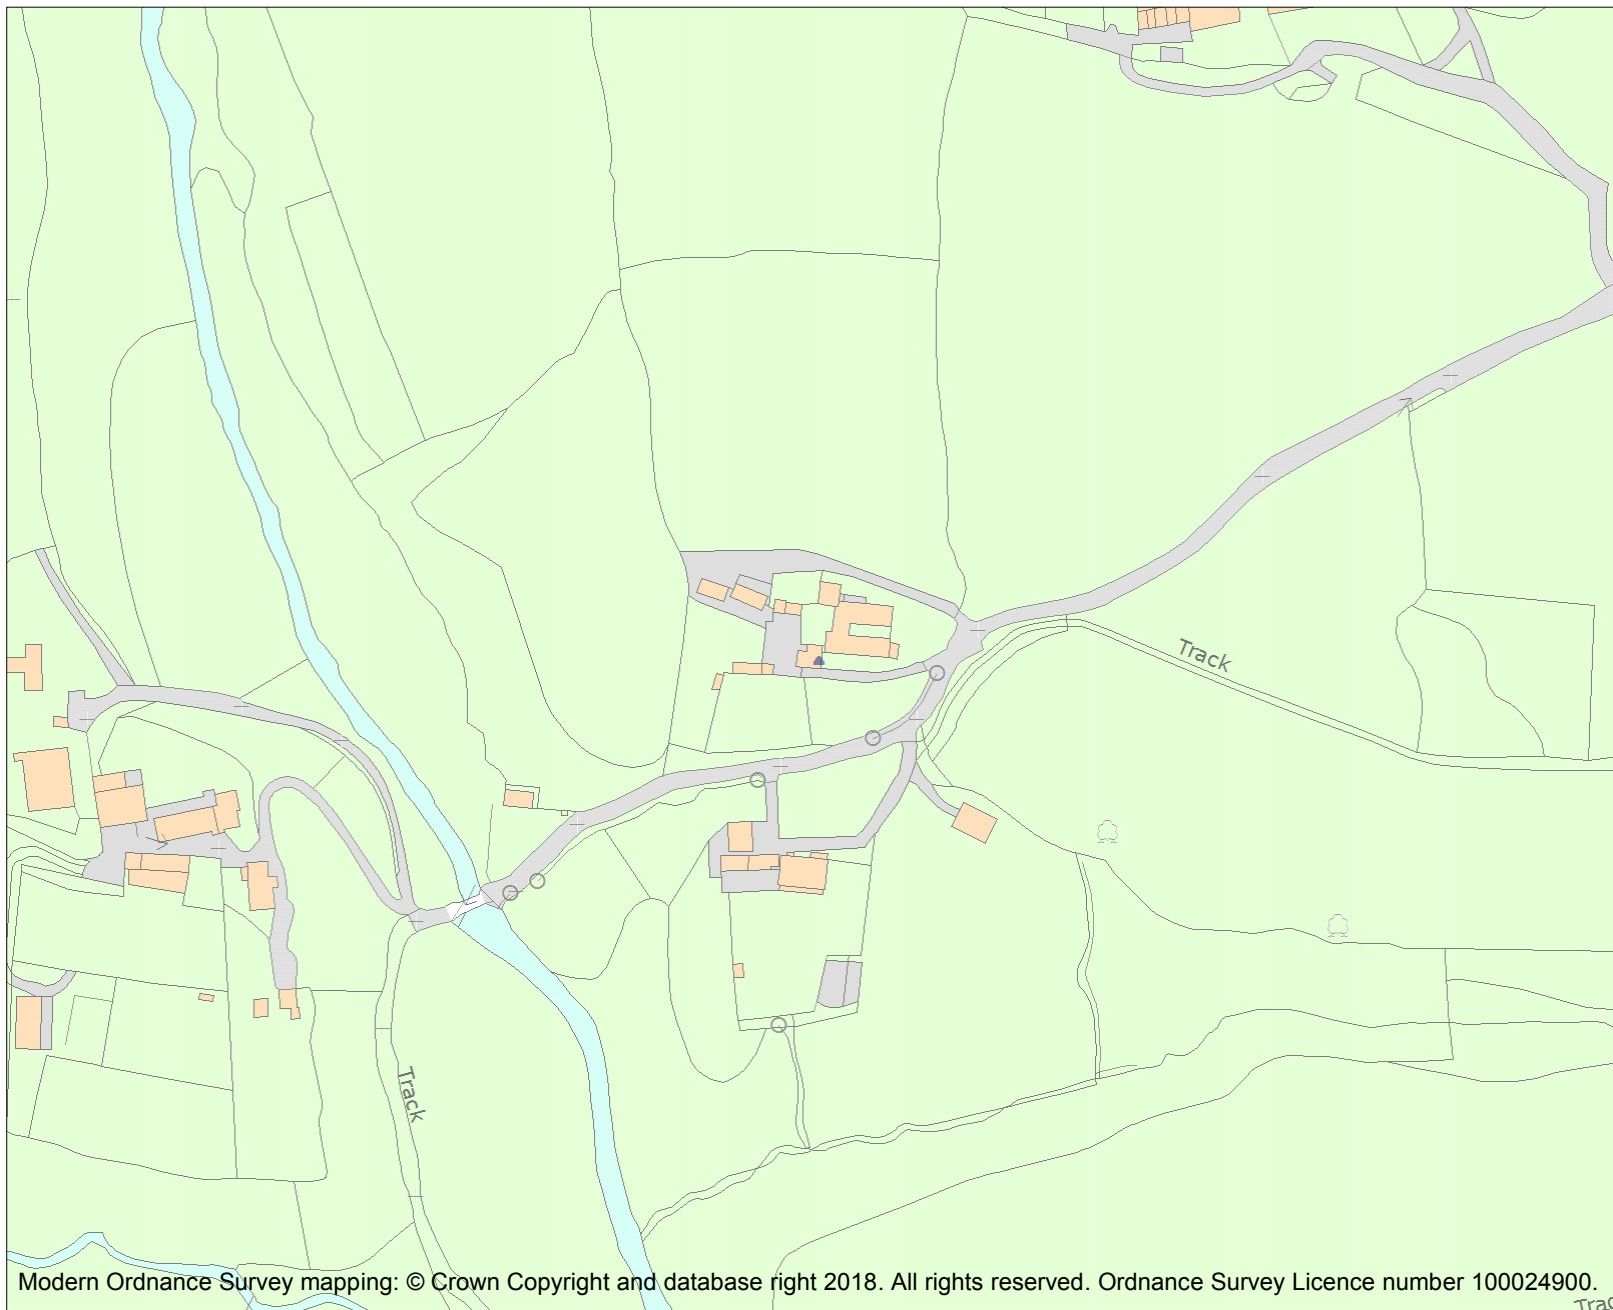 Track
Track
Modern Ordnance Survey mapping: © Crown Copyright and database right 2018. All rights reserved. Ordnance Survey Licence number 100024900.